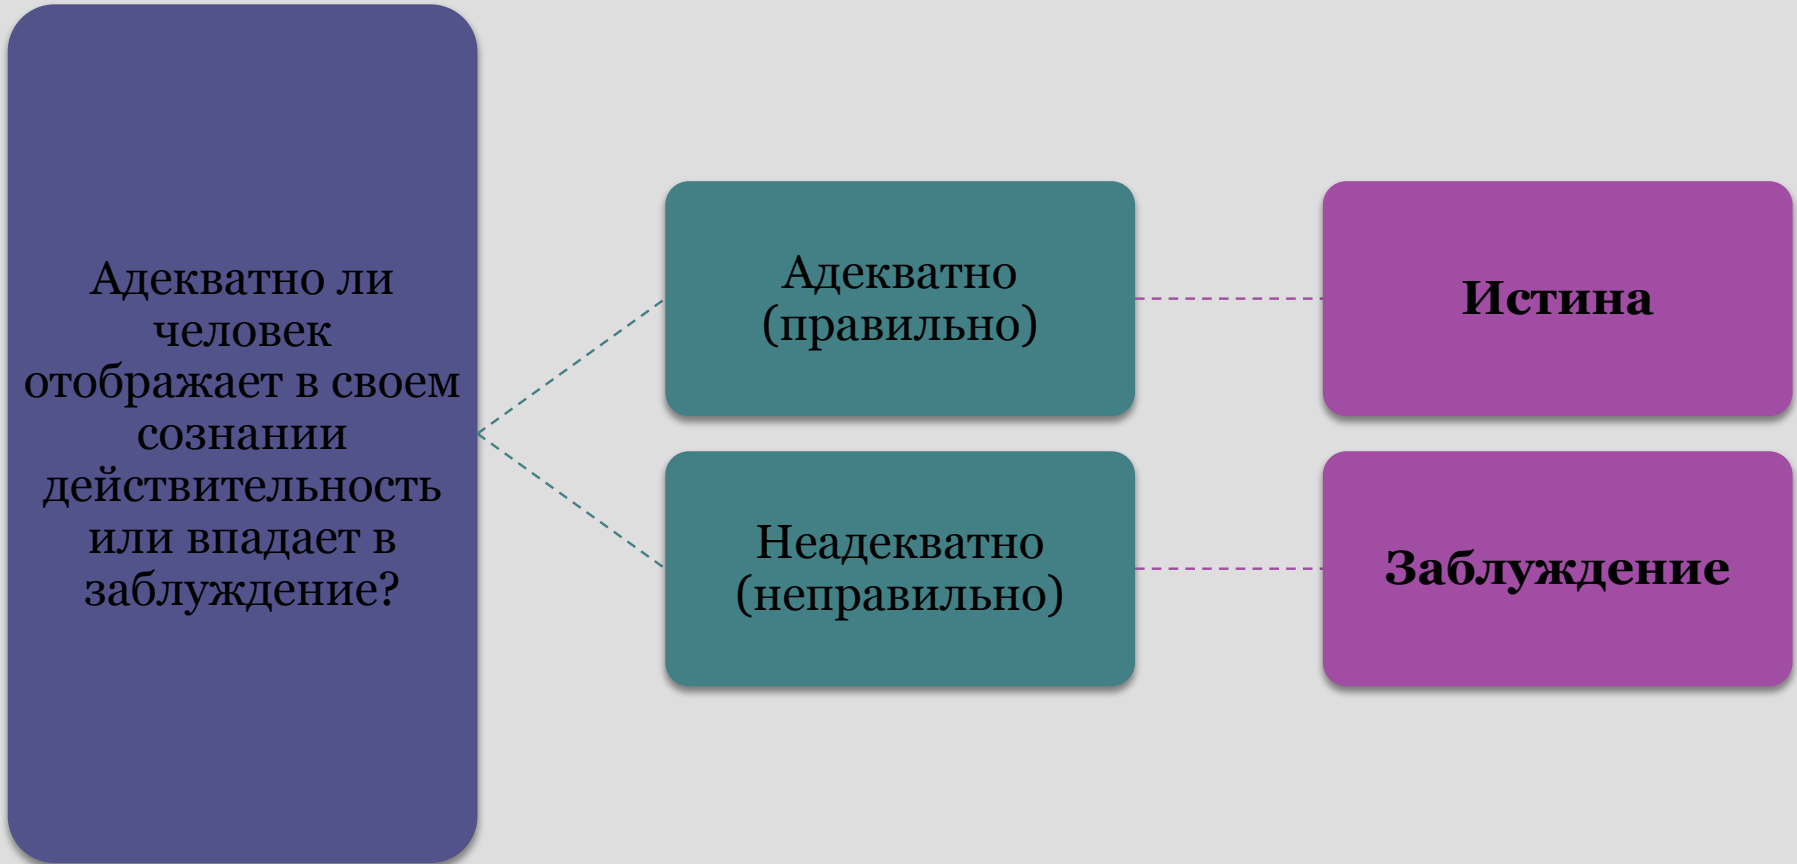 Адекватно ли
человек
отображает в своем
сознании
действительность
или впадает в
заблуждение?
Адекватно
(правильно)
Истина
Неадекватно
(неправильно)
Заблуждение